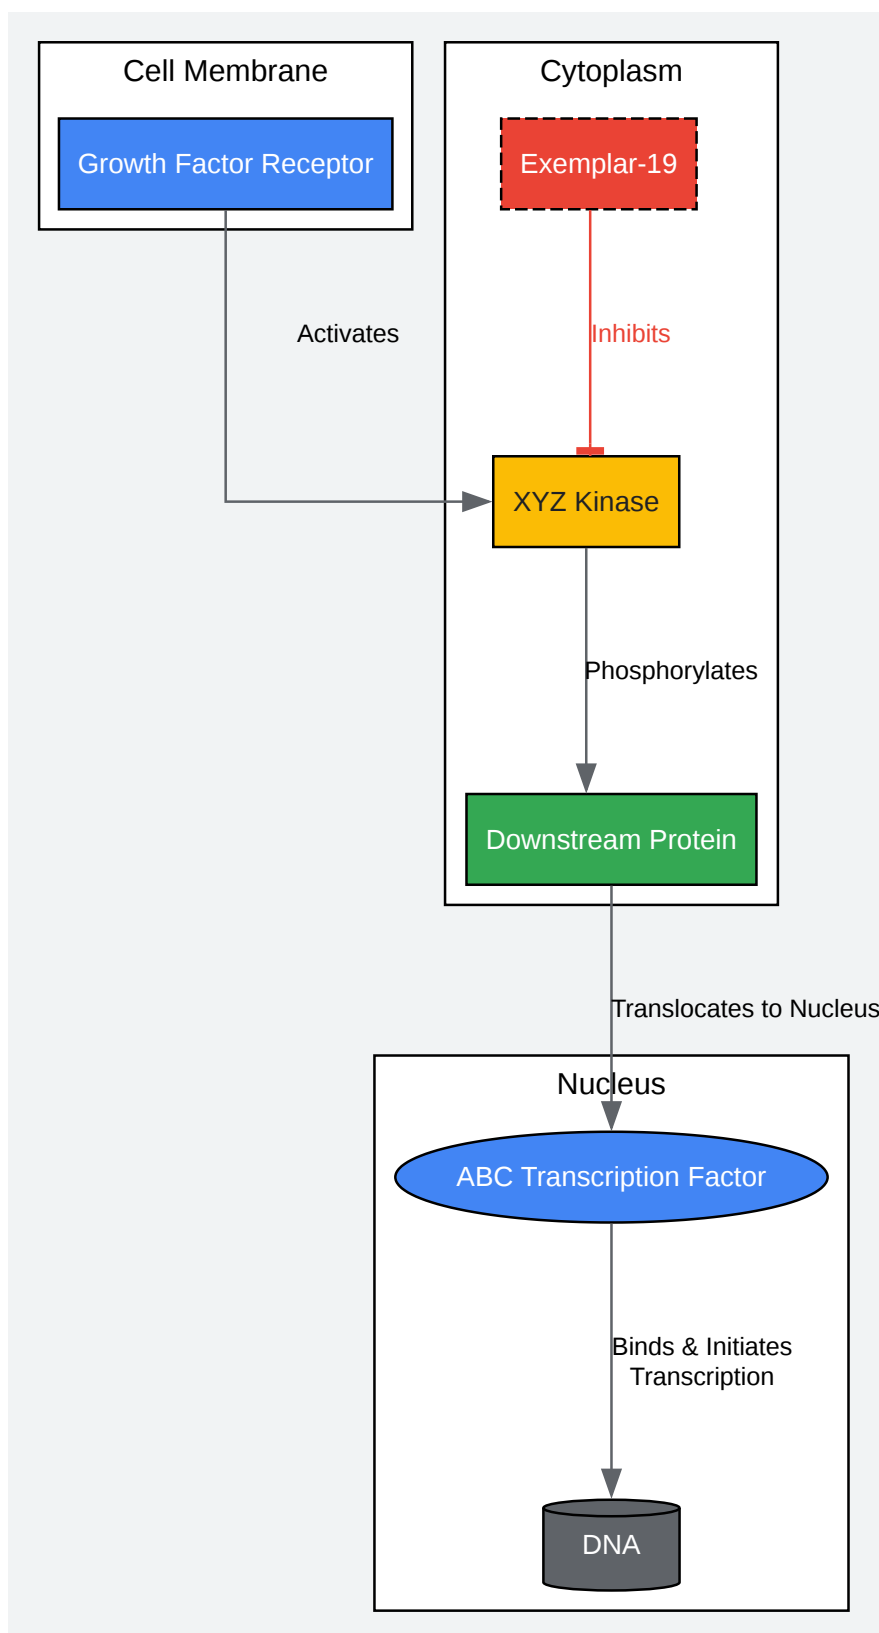 Cell Membrane
Cytoplasm
Growth Factor Receptor
Exemplar-19
Activates
Inhibits
XYZ Kinase
Phosphorylates
Downstream Protein
Translocates to Nucleus
Nucleus
ABC Transcription Factor
Binds & Initiates
Transcription
DNA